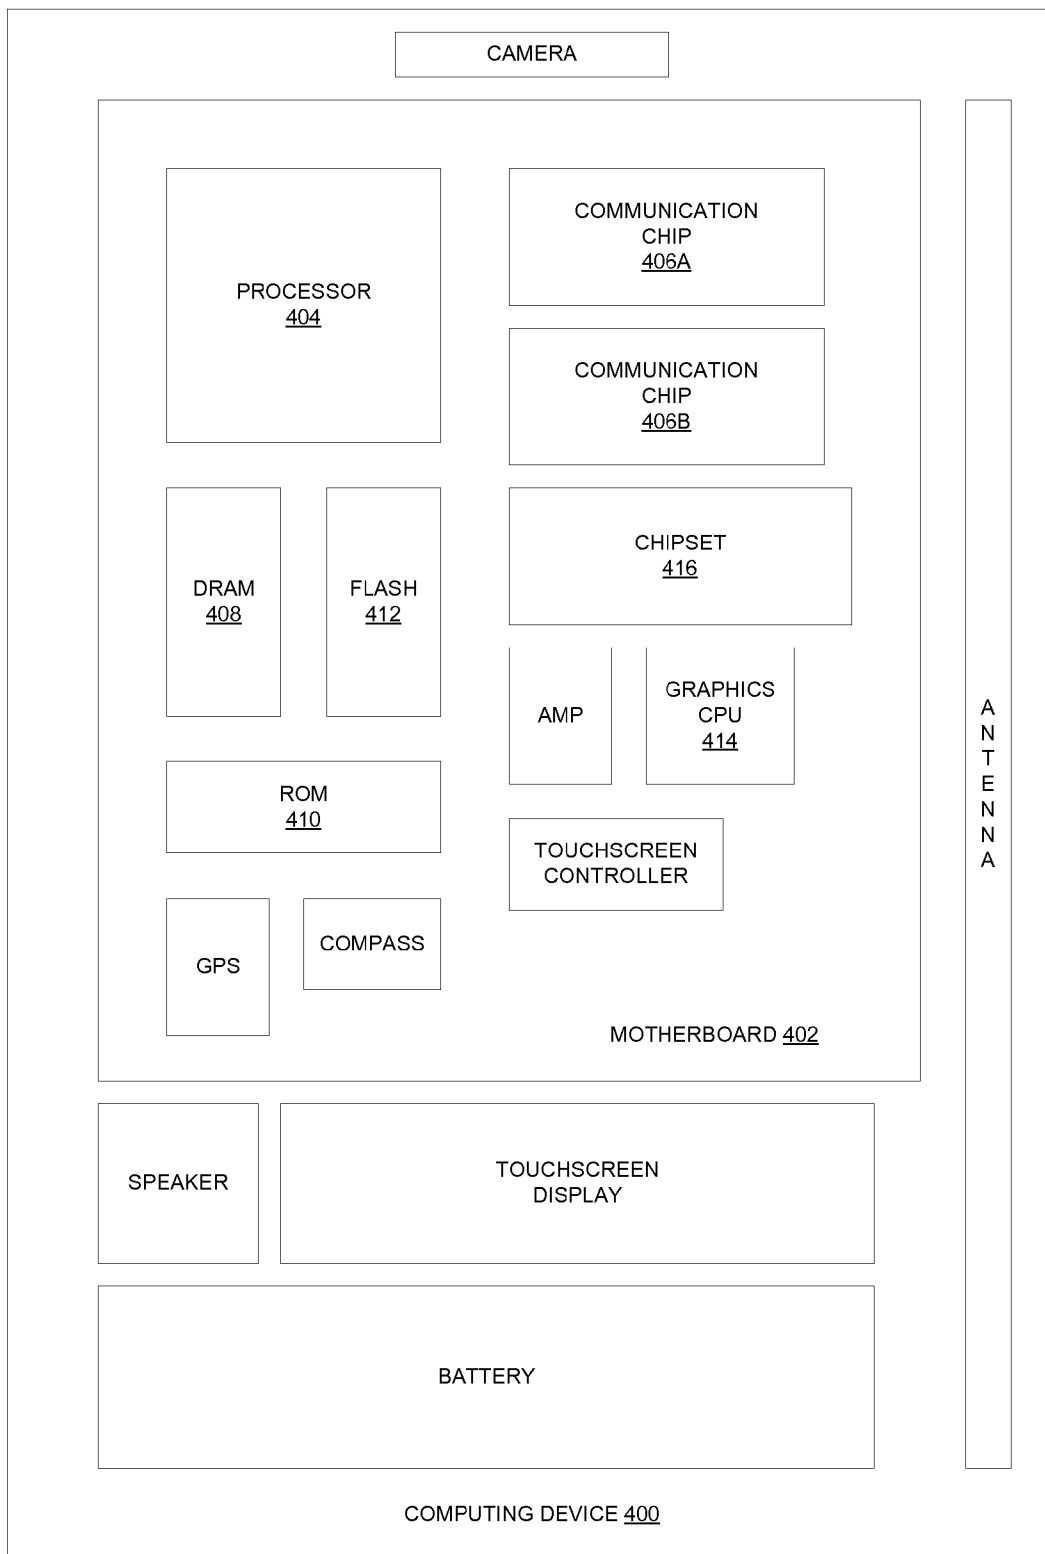 CAMERA
PROCESSOR
404
COMMUNICATION
CHIP
406A
COMMUNICATION
CHIP
406B
DRAM
408
FLASH
412
CHIPSET
416
AMP
GRAPHICS
CPU
414
ROM
410
TOUCHSCREEN
CONTROLLER
GPS
COMPASS
MOTHERBOARD 402
A
N
T
E
N
N
A
SPEAKER
TOUCHSCREEN
DISPLAY
BATTERY
COMPUTING DEVICE 400